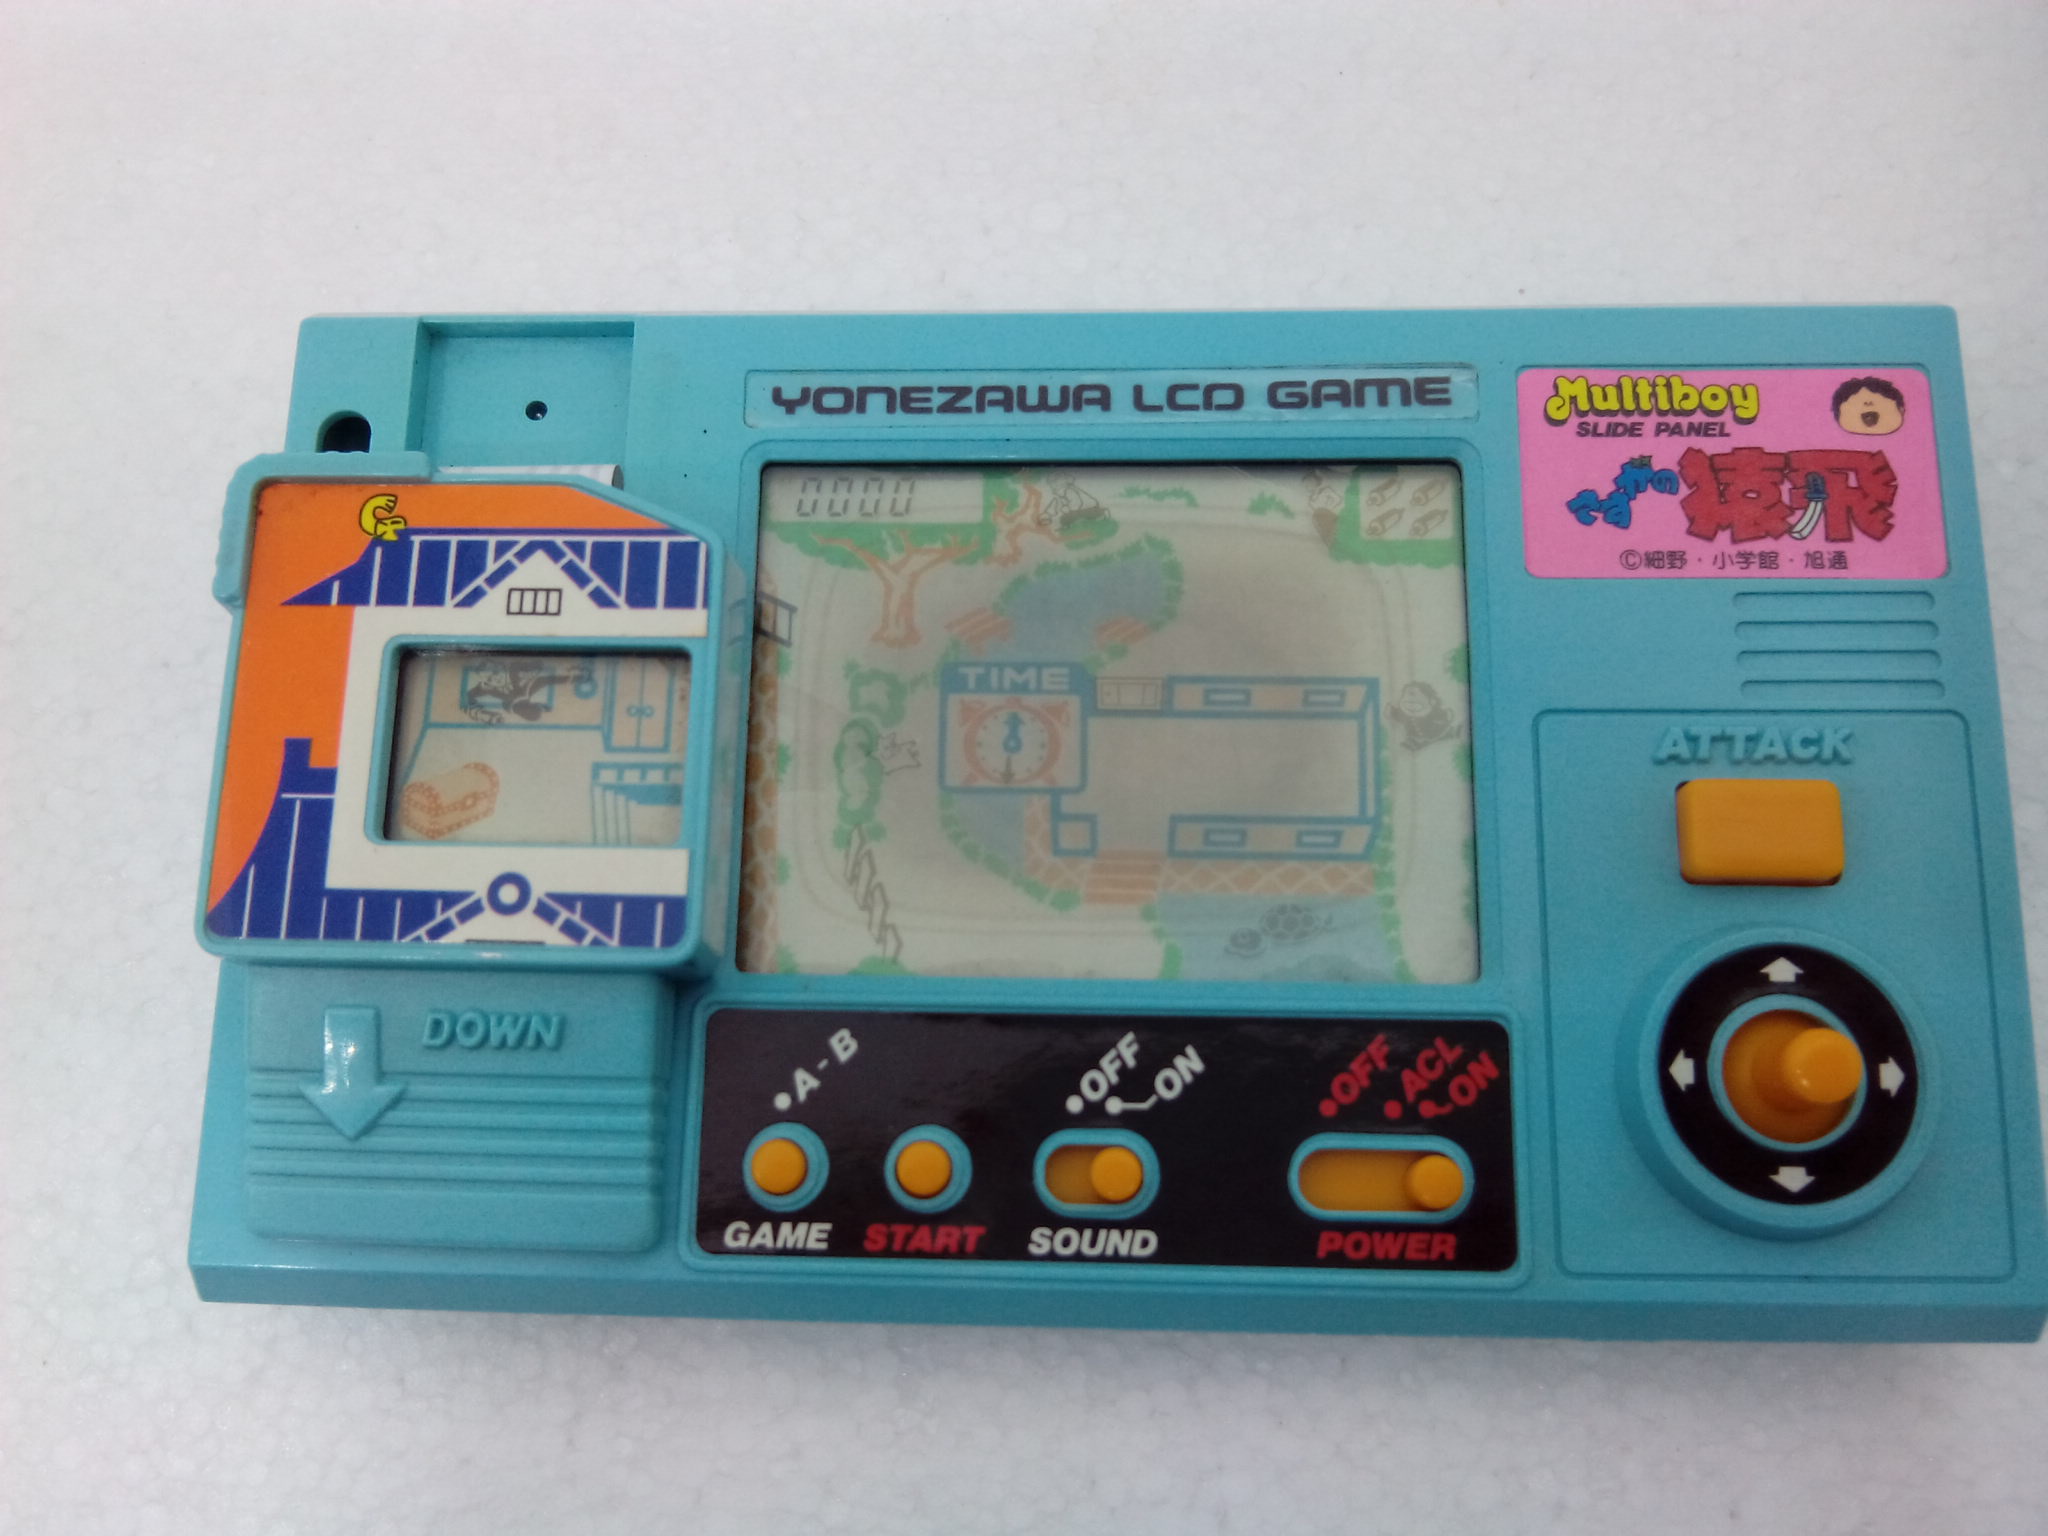 YONEZAWA LCD GAME
Multiboy
SLIDE PANEL
さすがの猿飛
©細野・小学館・旭通
0000
TIME
ATTACK
DOWN
A-B
OFF
ON
OFF
ACL
ON
GAME
START
SOUND
POWER